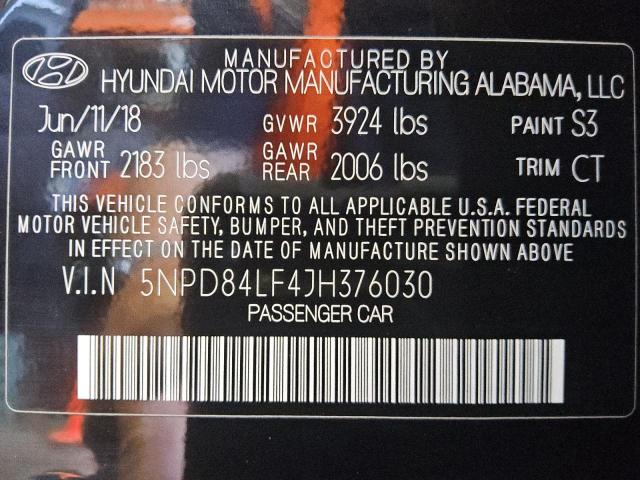 MANUFACTURED BY
HYUNDAI MOTOR MANUFACTURING ALABAMA, LLC
Jun/11/18 GVWR 3924 lbs PAINT S3
GAWR FRONT 2183 lbs GAWR REAR 2006 lbs TRIM CT
THIS VEHICLE CONFORMS TO ALL APPLICABLE U.S.A. FEDERAL
MOTOR VEHICLE SAFETY, BUMPER, AND THEFT PREVENTION STANDARDS
IN EFFECT ON THE DATE OF MANUFACTURE SHOWN ABOVE
V.I.N 5NPD84LF4JH376030
PASSENGER CAR